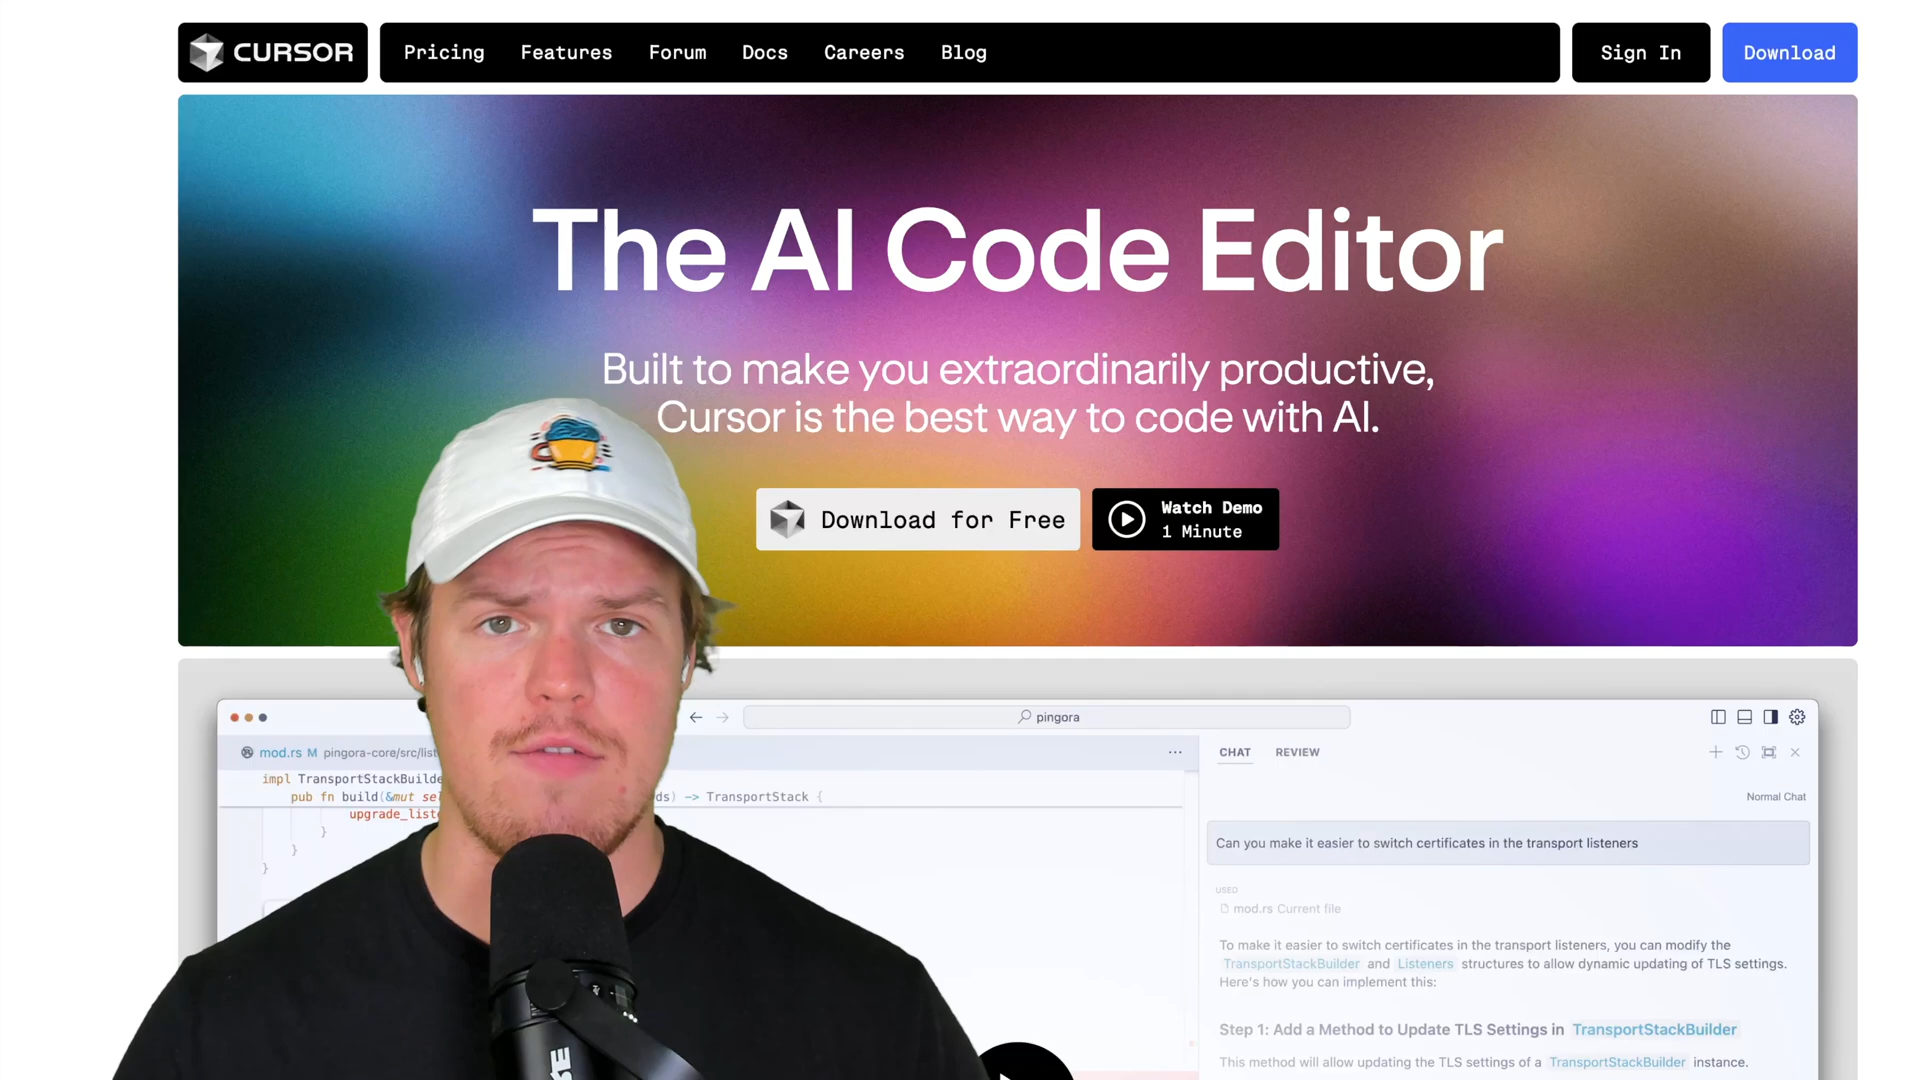 CURSOR
Pricing Features Forum Docs Careers Blog
Sign In
Download
The AI Code Editor
Built to make you extraordinarily productive,
Cursor is the best way to code with AI.
Download for Free
Watch Demo
1 Minute
pingora
mod.rs M pingora-core/src/list
CHAT REVIEW
impl TransportStackBuilde
pub fn build(&mut sel
ds) -> TransportStack {
upgrade_liste
}
}
}
Normal Chat
Can you make it easier to switch certificates in the transport listeners
USED
mod.rs Current file
To make it easier to switch certificates in the transport listeners, you can modify the
TransportStackBuilder and Listeners structures to allow dynamic updating of TLS settings.
Here's how you can implement this:
Step 1: Add a Method to Update TLS Settings in TransportStackBuilder
This method will allow updating the TLS settings of a TransportStackBuilder instance.